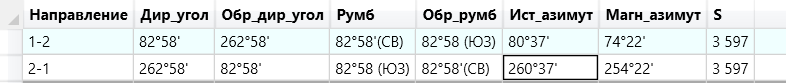 Направление Дир_угол Обр_дир_угол Румб Обр_румб Ист_азимут Магн_азимут S
1-2 82°58' 262°58' 82°58'(СВ) 82°58 (ЮЗ) 80°37' 74°22' 3 597
2-1 262°58' 82°58' 82°58 (ЮЗ) 82°58'(СВ) 260°37' 254°22' 3 597